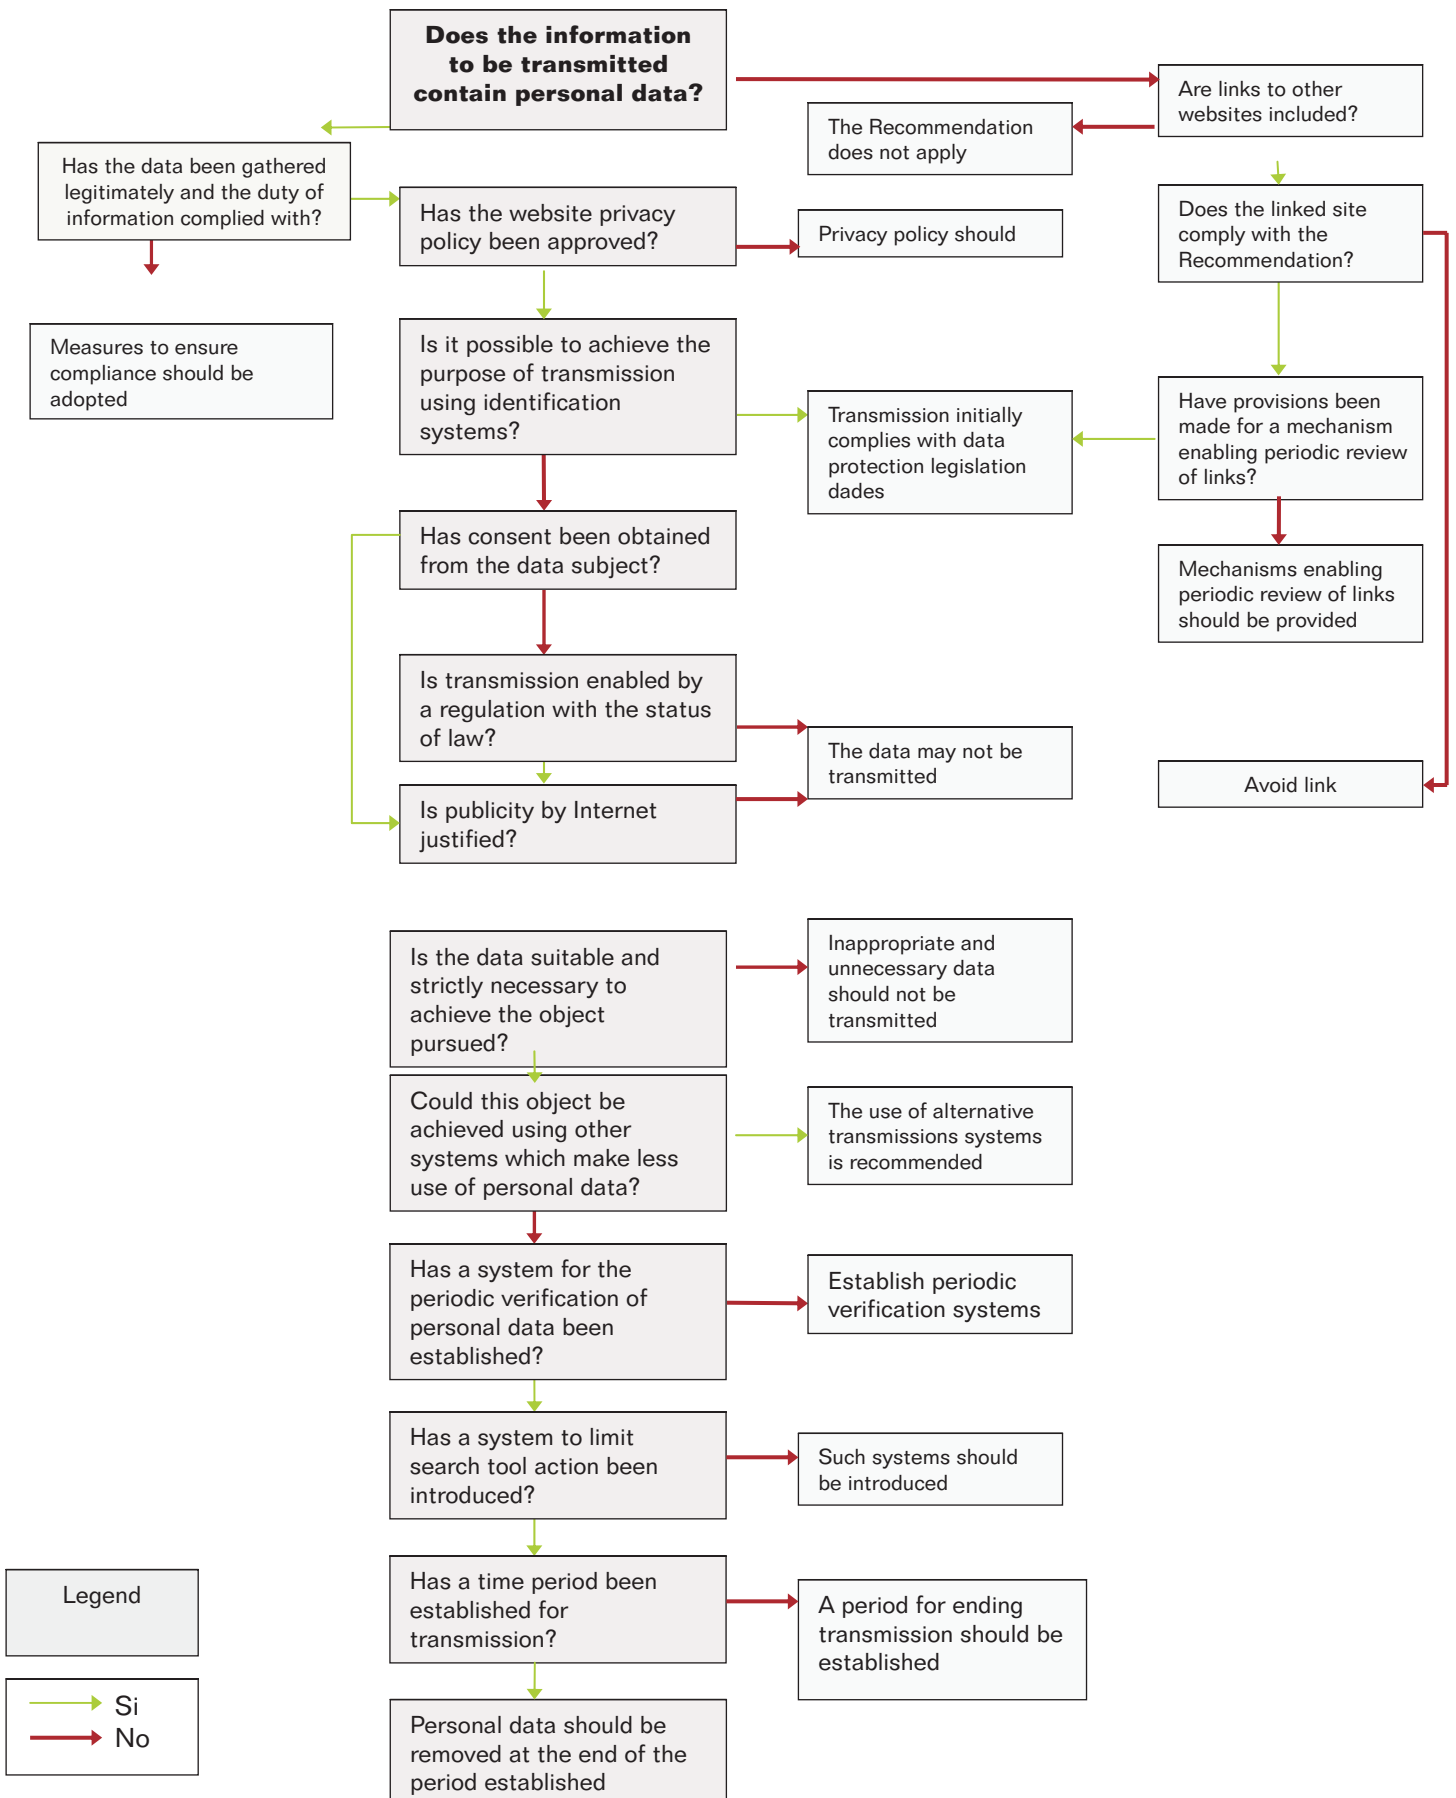 Does the information
to be transmitted
contain personal data?
Are links to other
websites included?
The Recommendation
does not apply
Has the data been gathered
legitimately and the duty of
information complied with?
Has the website privacy
policy been approved?
Privacy policy should
Does the linked site
comply with the
Recommendation?
Measures to ensure
compliance should be
adopted
Is it possible to achieve the
purpose of transmission
using identification
systems?
Transmission initially
complies with data
protection legislation
dades
Have provisions been
made for a mechanism
enabling periodic review
of links?
Has consent been obtained
from the data subject?
Mechanisms enabling
periodic review of links
should be provided
Is transmission enabled by
a regulation with the status
of law?
The data may not be
transmitted
Avoid link
Is publicity by Internet
justified?
Is the data suitable and
strictly necessary to
achieve the object
pursued?
Inappropriate and
unnecessary data
should not be
transmitted
Could this object be
achieved using other
systems which make less
use of personal data?
The use of alternative
transmissions systems
is recommended
Has a system for the
periodic verification of
personal data been
established?
Establish periodic
verification systems
Has a system to limit
search tool action been
introduced?
Such systems should
be introduced
Has a time period been
established for
transmission?
A period for ending
transmission should be
established
Legend
Si
No
Personal data should be
removed at the end of the
period established